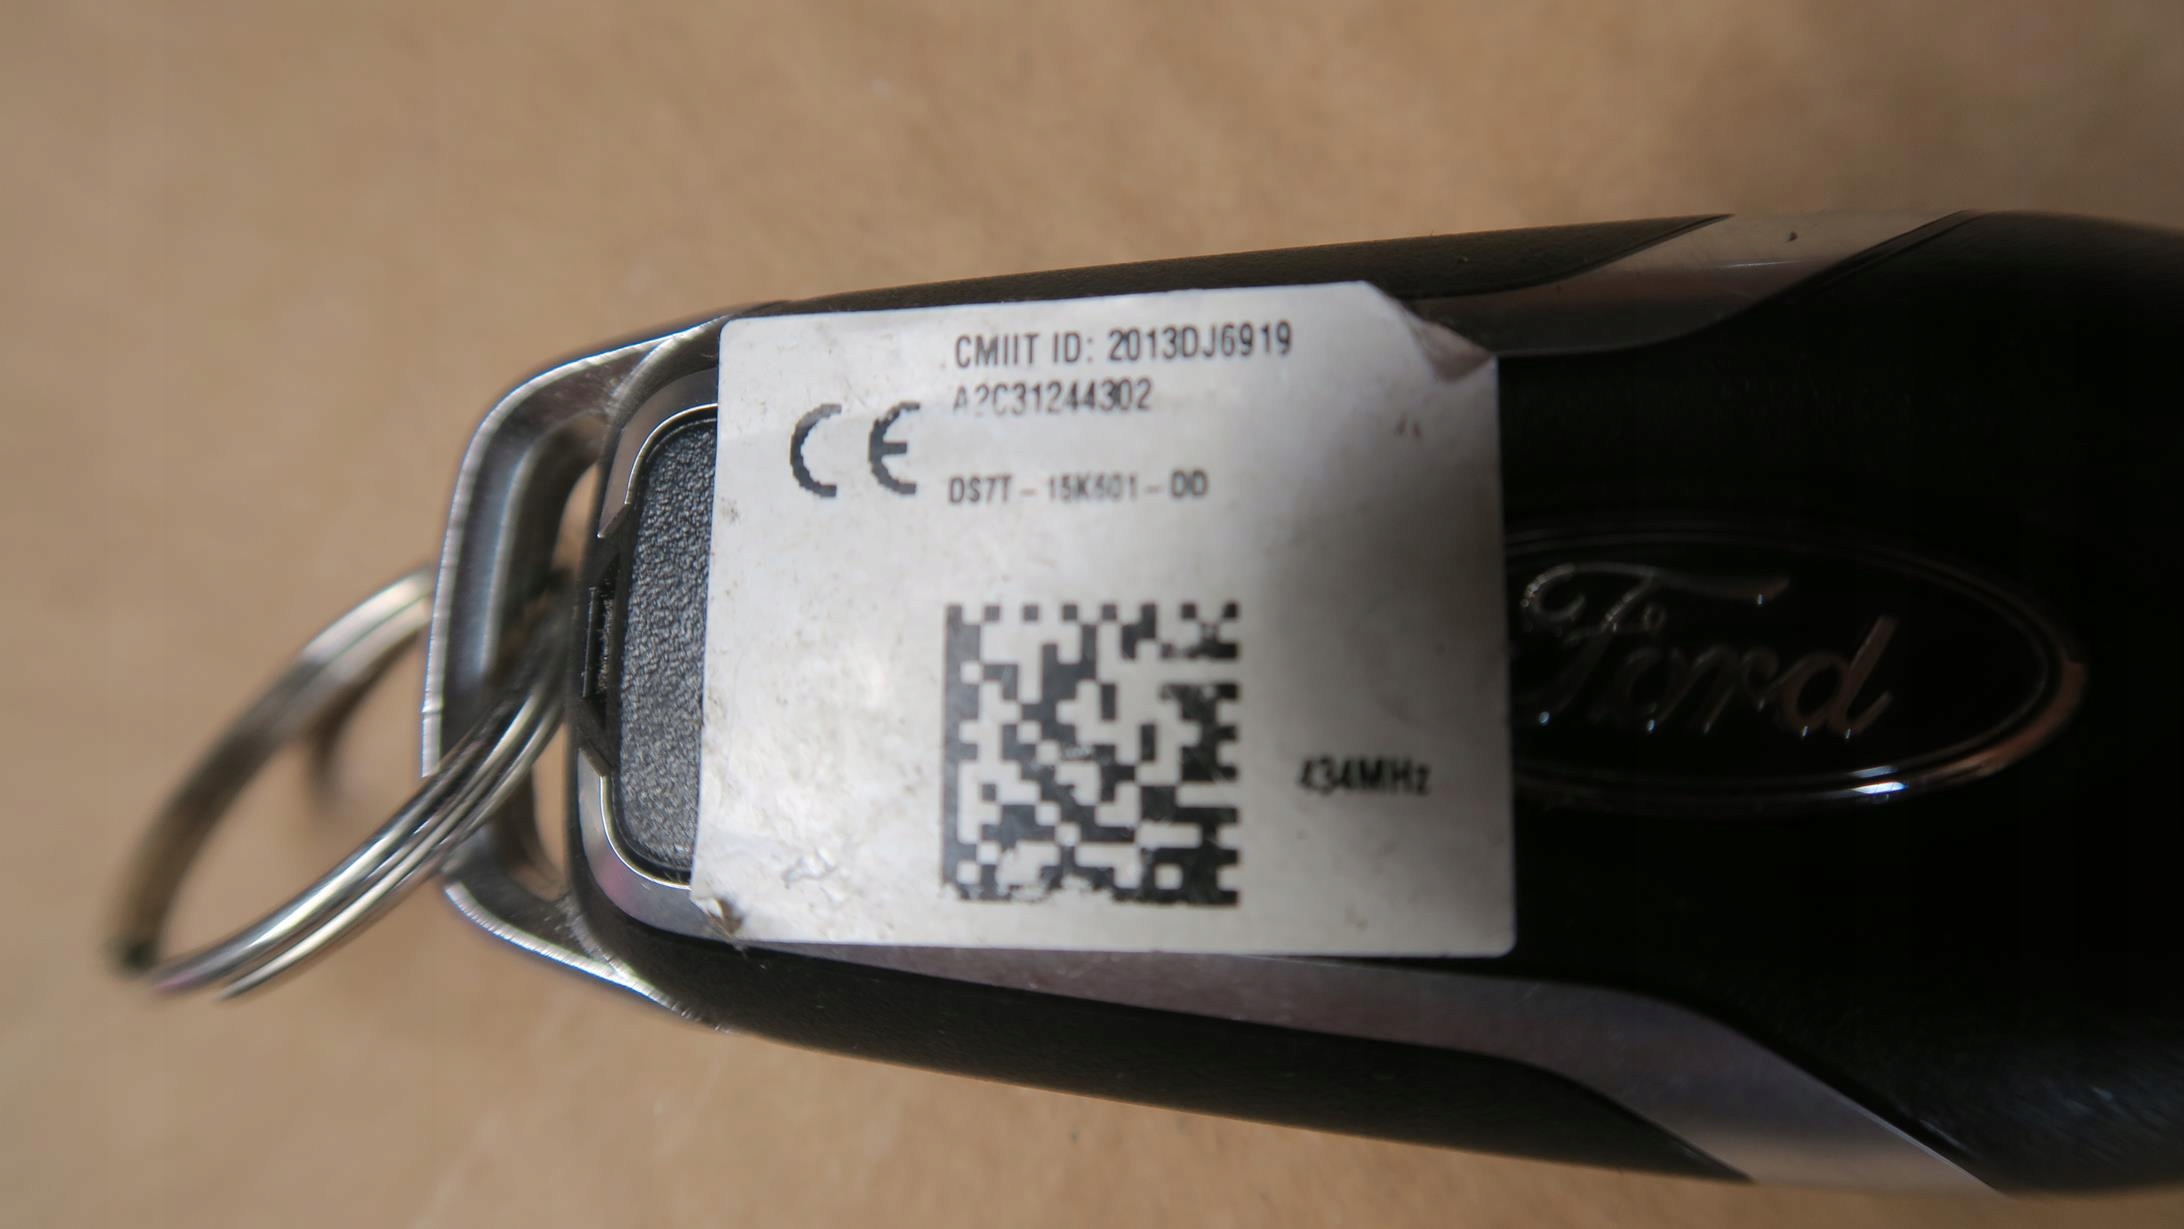 CMIIT ID: 2013DJ6919
A2C31244302
CE
DS7T - 15K601 - DD
434MHz
Ford